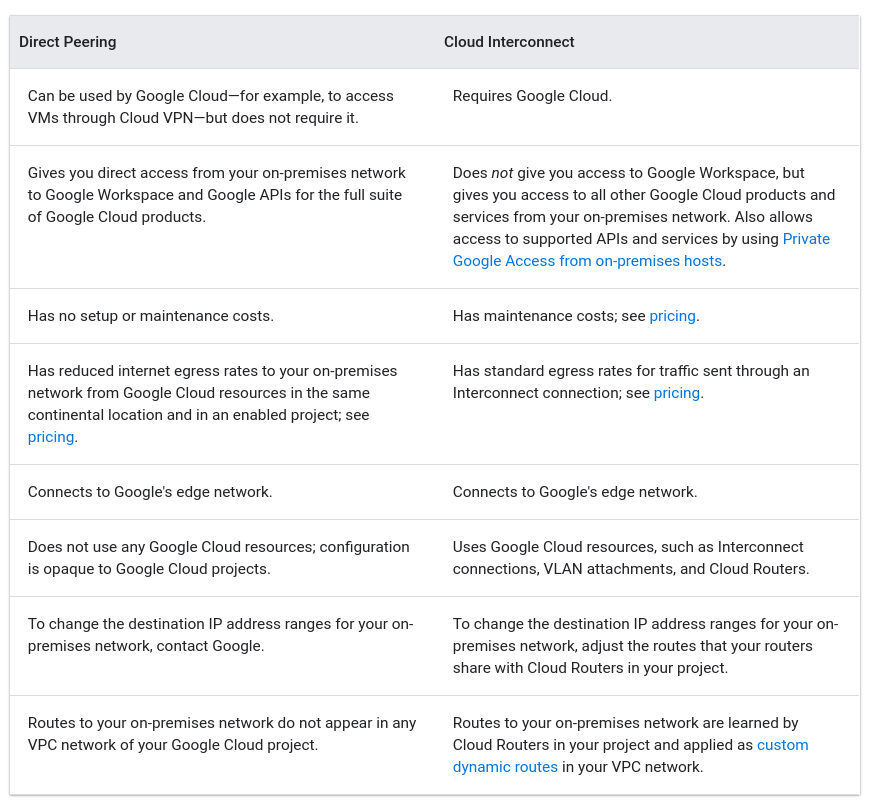 Direct Peering
Cloud Interconnect
Can be used by Google Cloud—for example, to access
VMs through Cloud VPN—but does not require it.
Requires Google Cloud.
Gives you direct access from your on-premises network
to Google Workspace and Google APIs for the full suite
of Google Cloud products.
Does not give you access to Google Workspace, but
gives you access to all other Google Cloud products and
services from your on-premises network. Also allows
access to supported APIs and services by using Private
Google Access from on-premises hosts.
Has no setup or maintenance costs.
Has maintenance costs; see pricing.
Has reduced internet egress rates to your on-premises
network from Google Cloud resources in the same
continental location and in an enabled project; see
pricing.
Has standard egress rates for traffic sent through an
Interconnect connection; see pricing.
Connects to Google's edge network.
Connects to Google's edge network.
Does not use any Google Cloud resources; configuration
is opaque to Google Cloud projects.
Uses Google Cloud resources, such as Interconnect
connections, VLAN attachments, and Cloud Routers.
To change the destination IP address ranges for your on-
premises network, contact Google.
To change the destination IP address ranges for your on-
premises network, adjust the routes that your routers
share with Cloud Routers in your project.
Routes to your on-premises network do not appear in any
VPC network of your Google Cloud project.
Routes to your on-premises network are learned by
Cloud Routers in your project and applied as custom
dynamic routes in your VPC network.